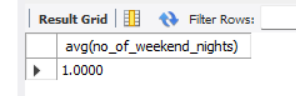 Result Grid Filter Rows:
avg(no_of_weekend_nights)
1.0000